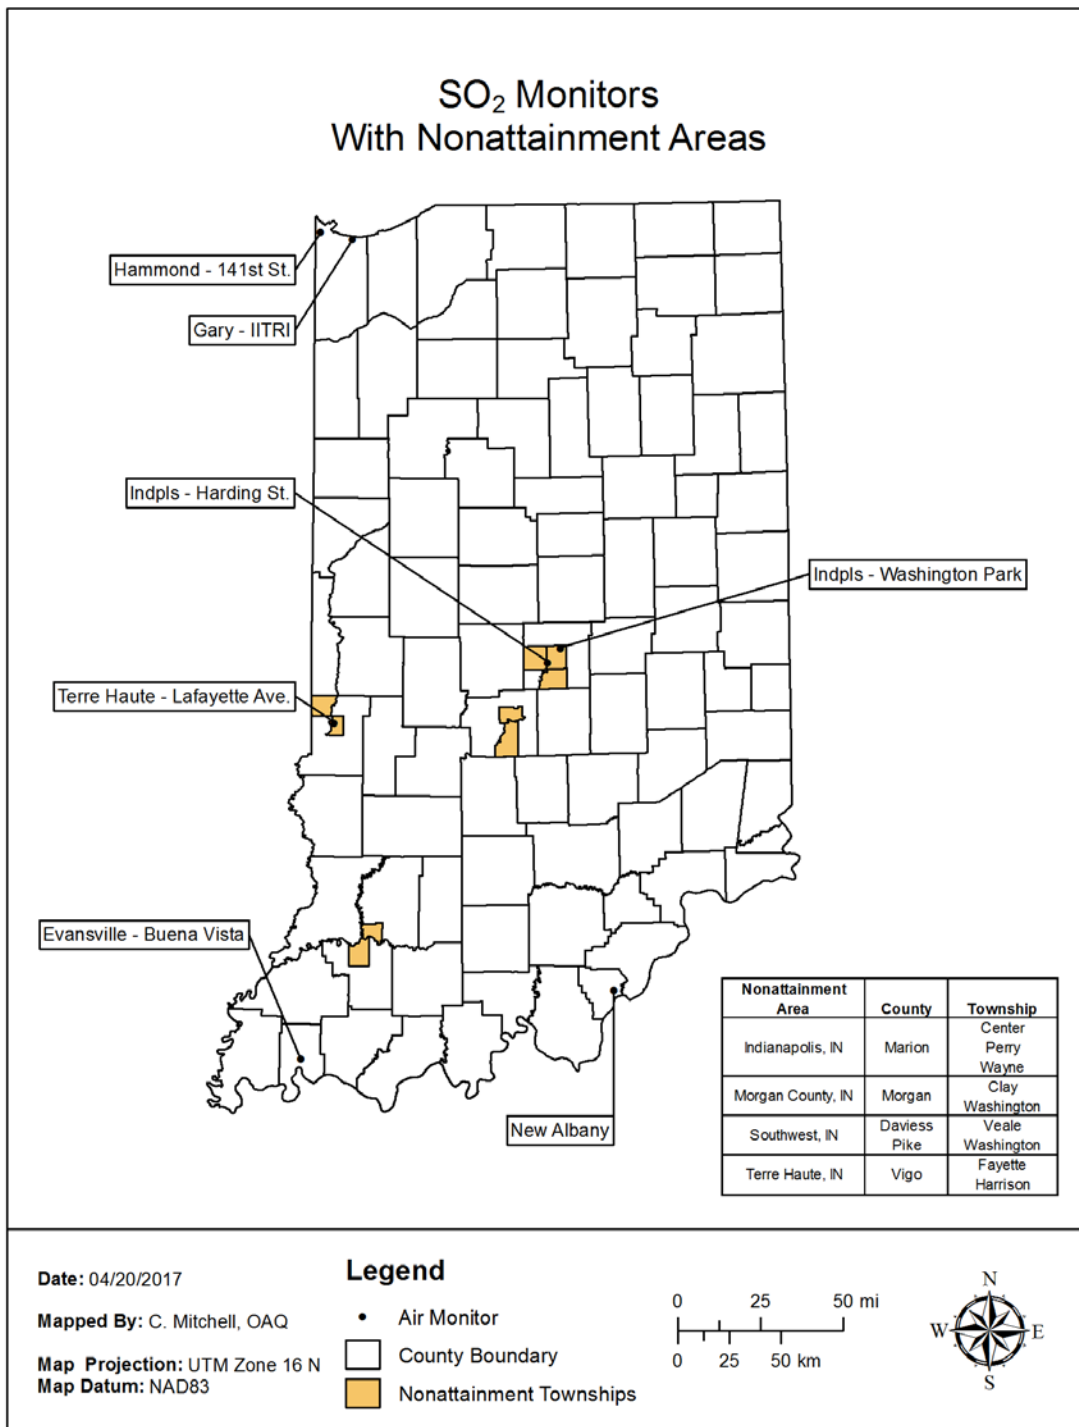 SO₂ Monitors
With Nonattainment Areas
Hammond - 141st St.
Gary - IITRI
Indpls - Harding St.
Indpls - Washington Park
Terre Haute - Lafayette Ave.
Evansville - Buena Vista
New Albany
Nonattainment Area County Township
Indianapolis, IN Marion Center Perry Wayne
Morgan County, IN Morgan Clay Washington
Southwest, IN Daviess Pike Veale Washington
Terre Haute, IN Vigo Fayette Harrison
Date: 04/20/2017
Mapped By: C. Mitchell, OAQ
Map Projection: UTM Zone 16 N
Map Datum: NAD83
Legend
Air Monitor
County Boundary
Nonattainment Townships
0 25 50 mi
0 25 50 km
N
W E
S